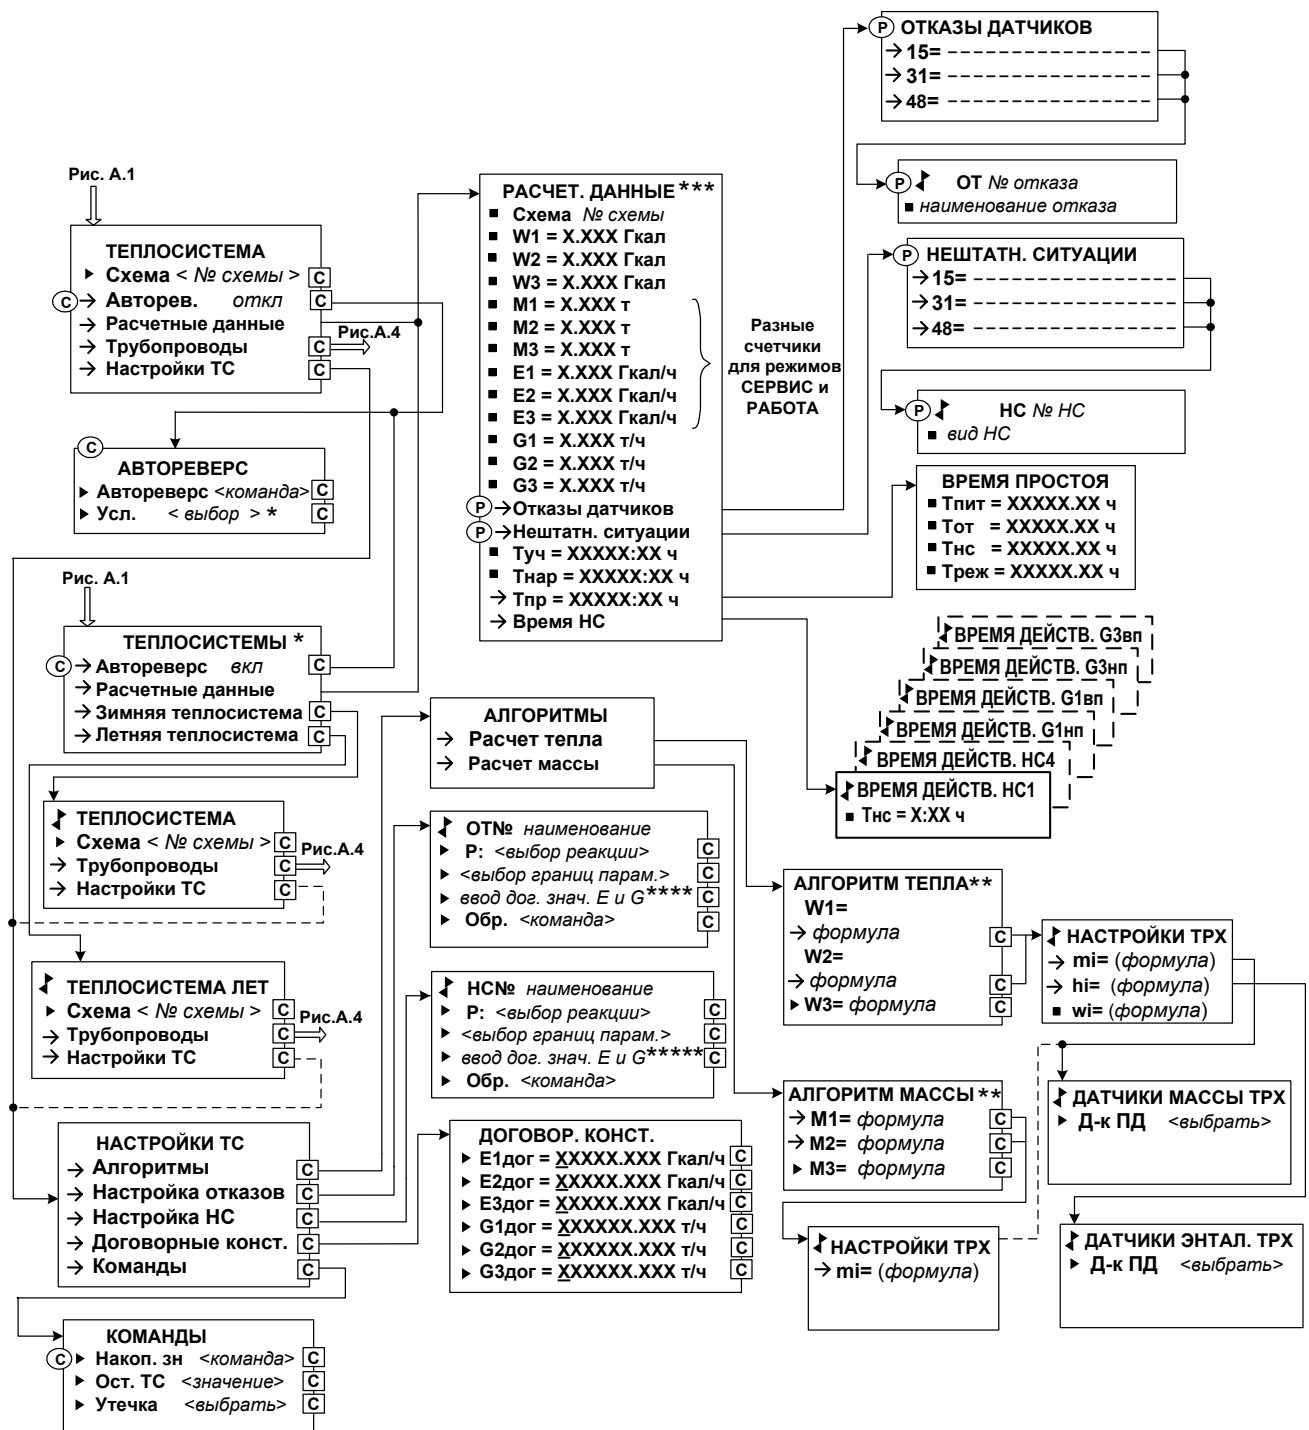 Рис. А.1
ТЕПЛОСИСТЕМА
Схема < № схемы > С
С Авторев. откл С
Расчетные данные
Трубопроводы С Рис.А.4
Настройки ТС С
С
АВТОРЕВЕРС
Автореверс <команда> С
Усл. < выбор > * С
Рис. А.1
ТЕПЛОСИСТЕМЫ *
С Автореверс вкл С
Расчетные данные
Зимняя теплосистема С
Летняя теплосистема С
ТЕПЛОСИСТЕМА
Схема < № схемы > С
Трубопроводы С Рис.А.4
Настройки ТС С
ТЕПЛОСИСТЕМА ЛЕТ
Схема < № схемы > С
Трубопроводы С Рис.А.4
Настройки ТС С
НАСТРОЙКИ ТС
Алгоритмы С
Настройка отказов С
Настройка НС С
Договорные конст. С
Команды С
КОМАНДЫ
С Накоп. зн <команда> С
Ост. ТС <значение> С
Утечка <выбрать> С
РАСЧЕТ. ДАННЫЕ ***
Схема № схемы
W1 = X.XXX Гкал
W2 = X.XXX Гкал
W3 = X.XXX Гкал
M1 = X.XXX т
M2 = X.XXX т
M3 = X.XXX т
E1 = X.XXX Гкал/ч
E2 = X.XXX Гкал/ч
E3 = X.XXX Гкал/ч
G1 = X.XXX т/ч
G2 = X.XXX т/ч
G3 = X.XXX т/ч
Р Отказы датчиков
Р Нештатн. ситуации
Туч = XXXXX:XX ч
Тнар = XXXXX:XX ч
Тпр = XXXXX:XX ч
Время НС
Разные
счетчики
для режимов
СЕРВИС и
РАБОТА
АЛГОРИТМЫ
Расчет тепла
Расчет массы
ОТ№ наименование
Р: <выбор реакции> С
<выбор границ парам.> С
ввод дог. знач. E и G**** С
Обр. <команда> С
НС№ наименование
Р: <выбор реакции> С
<выбор границ парам.> С
ввод дог. знач. E и G***** С
Обр. <команда>
ДОГОВОР. КОНСТ.
E1дог = XXXXX.XXX Гкал/ч С
E2дог = XXXXX.XXX Гкал/ч С
E3дог = XXXXX.XXX Гкал/ч С
G1дог = XXXXXX.XXX т/ч С
G2дог = XXXXXX.XXX т/ч С
G3дог = XXXXXX.XXX т/ч С
Р ОТКАЗЫ ДАТЧИКОВ
15= – – – – – – – – – – – – – – –
31= – – – – – – – – – – – – – – –
48= – – – – – – – – – – – – – – –
Р ОТ № отказа
наименование отказа
Р НЕШТАТН. СИТУАЦИИ
15= – – – – – – – – – – – – – – –
31= – – – – – – – – – – – – – – –
48= – – – – – – – – – – – – – – –
Р НС № НС
вид НС
ВРЕМЯ ПРОСТОЯ
Тпит = XXXXX.XX ч
Тот = XXXXX.XX ч
Тнс = XXXXX.XX ч
Треж = XXXXX.XX ч
ВРЕМЯ ДЕЙСТВ. G3вп
ВРЕМЯ ДЕЙСТВ. G3нп
ВРЕМЯ ДЕЙСТВ. G1вп
ВРЕМЯ ДЕЙСТВ. G1нп
ВРЕМЯ ДЕЙСТВ. НС4
ВРЕМЯ ДЕЙСТВ. НС1
Тнс = X:XX ч
АЛГОРИТМ ТЕПЛА**
W1=
формула С
W2=
формула С
W3= формула С
НАСТРОЙКИ ТРХ
mi= (формула)
hi= (формула)
wi= (формула)
АЛГОРИТМ МАССЫ **
M1= формула С
M2= формула С
M3= формула С
НАСТРОЙКИ ТРХ
mi= (формула)
ДАТЧИКИ МАССЫ ТРХ
Д-к ПД <выбрать>
ДАТЧИКИ ЭНТАЛ. ТРХ
Д-к ПД <выбрать>